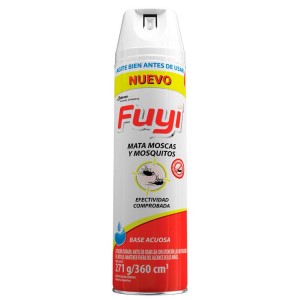 AGITE BIEN ANTES DE USAR
NUEVO
Fuyi
MATA MOSCAS
Y MOSQUITOS
EFECTIVIDAD
COMPROBADA
BASE ACUOSA
271 g/360 cm³